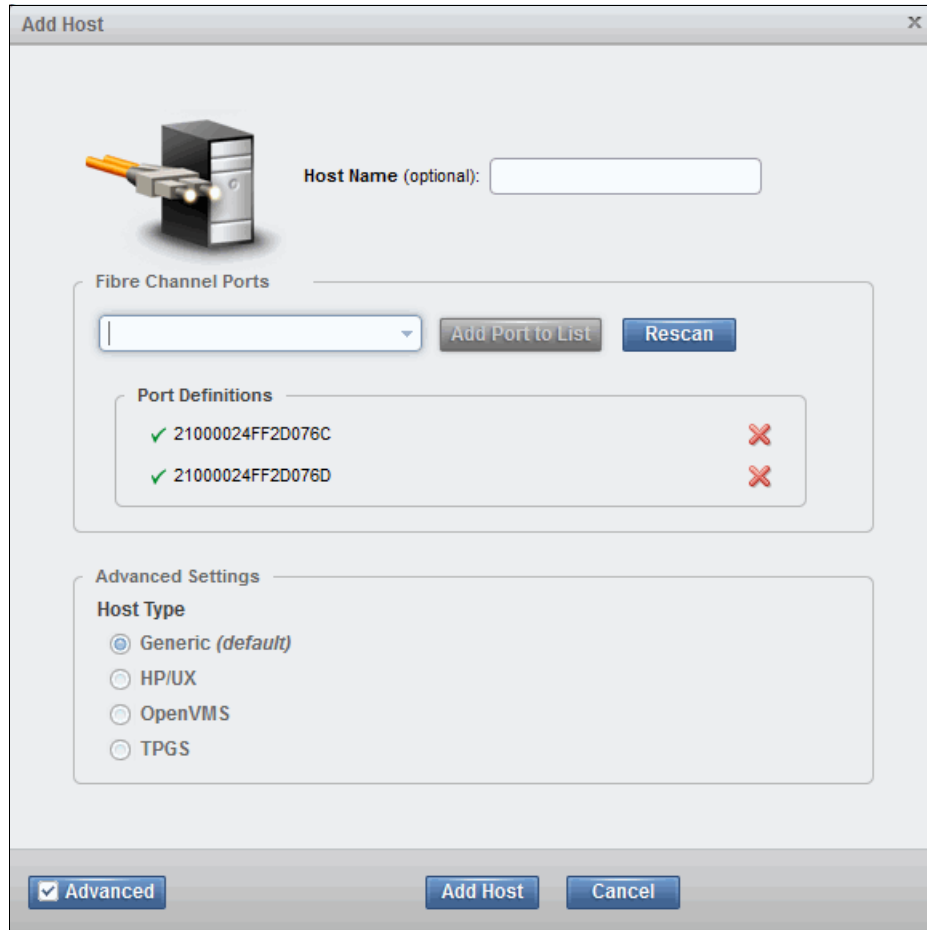 Add Host
Host Name (optional):
Fibre Channel Ports
Add Port to List
Rescan
Port Definitions
21000024FF2D076C
21000024FF2D076D
Advanced Settings
Host Type
Generic (default)
HP/UX
OpenVMS
TPGS
Advanced
Add Host
Cancel